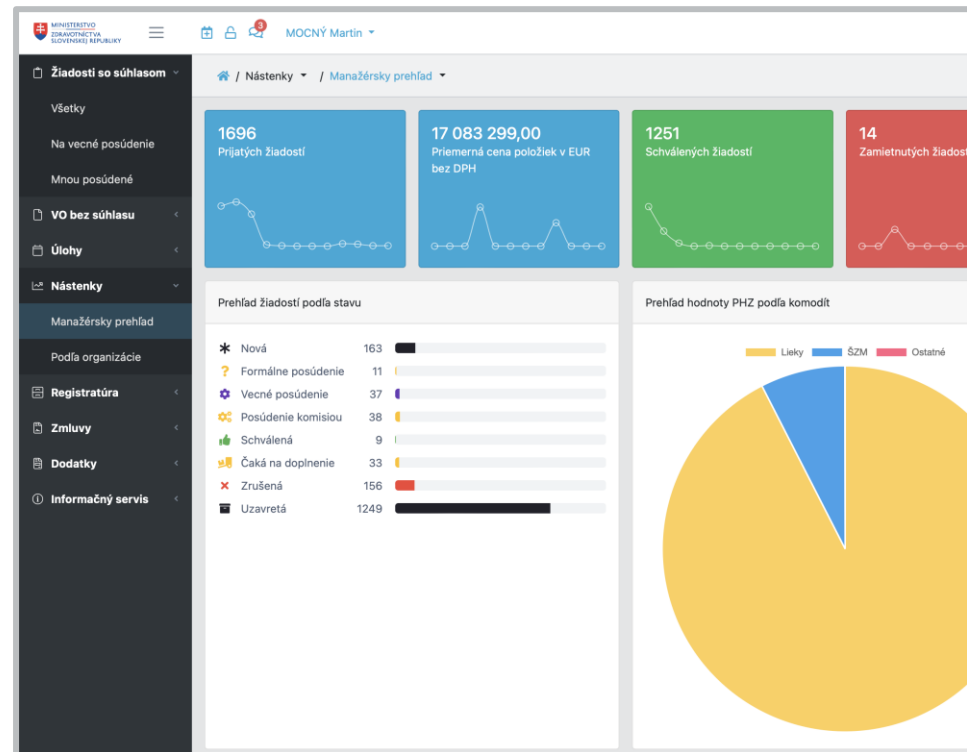 MINISTERSTVO
ZDRAVOTNÍCTVA
SLOVENSKEJ REPUBLIKY
3
MOCNÝ Martin
Žiadosti so súhlasom
Všetky
Na vecné posúdenie
Mnou posúdené
VO bez súhlasu
Úlohy
Nástenky
Manažérsky prehľad
Podľa organizácie
Registratúra
Zmluvy
Dodatky
Informačný servis
/ Nástenky / Manažérsky prehľad
1696
Prijatých žiadostí
17 083 299,00
Priemerná cena položiek v EUR
bez DPH
1251
Schválených žiadostí
14
Zamietnutých
Prehľad žiadostí podľa stavu
Nová 163
Formálne posúdenie 11
Vecné posúdenie 37
Posúdenie komisiou 38
Schválená 9
Čaká na doplnenie 33
Zrušená 156
Uzavretá 1249
Prehľad hodnoty PHZ podľa komodít
Lieky ŠZM Ostatné